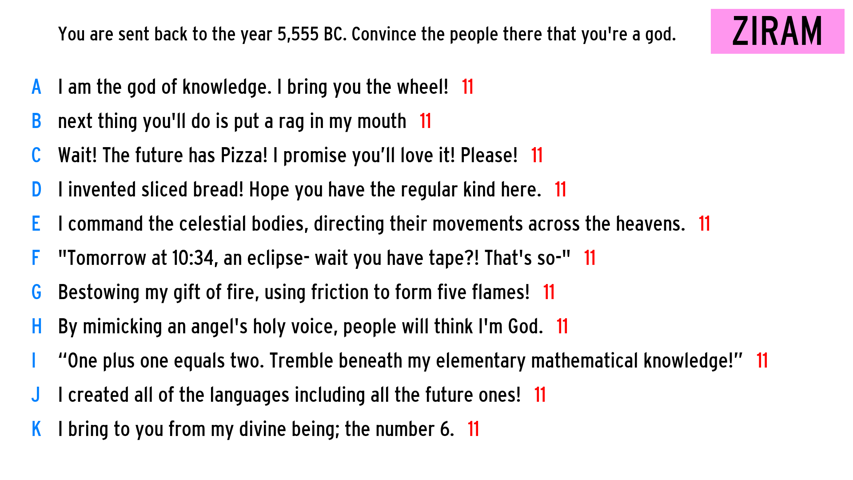 You are sent back to the year 5,555 BC. Convince the people there that you're a god.
ZIRAM
A I am the god of knowledge. I bring you the wheel! 11
B next thing you'll do is put a rag in my mouth 11
C Wait! The future has Pizza! I promise you’ll love it! Please! 11
D I invented sliced bread! Hope you have the regular kind here. 11
E I command the celestial bodies, directing their movements across the heavens. 11
F "Tomorrow at 10:34, an eclipse- wait you have tape?! That's so-" 11
G Bestowing my gift of fire, using friction to form five flames! 11
H By mimicking an angel's holy voice, people will think I'm God. 11
I “One plus one equals two. Tremble beneath my elementary mathematical knowledge!” 11
J I created all of the languages including all the future ones! 11
K I bring to you from my divine being; the number 6. 11